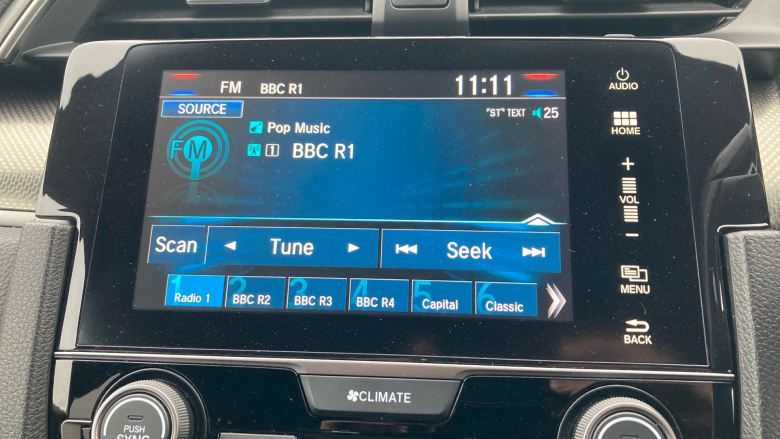 FM BBC R1 11:11
SOURCE "ST" TEXT 25
FM
Pop Music
1 BBC R1
Scan Tune Seek
1 Radio 1 2 BBC R2 3 BBC R3 4 BBC R4 5 Capital 6 Classic
AUDIO
HOME
+
VOL
-
MENU
BACK
CLIMATE
PUSH
SYNC